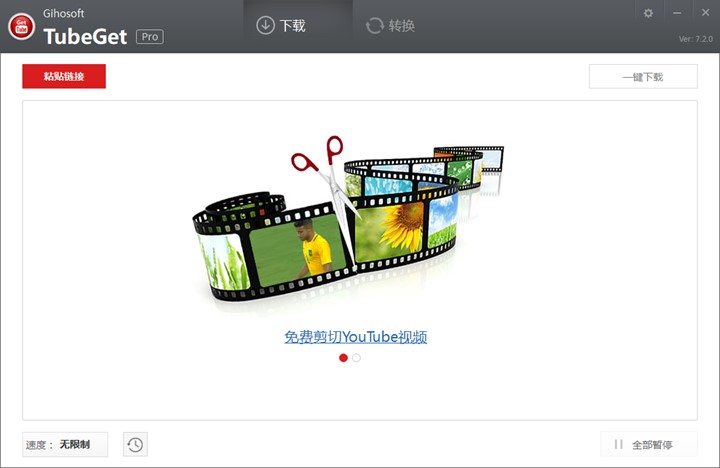 Gihosoft
TubeGet Pro
Get
Tube
下载
转换
Ver: 7.2.0
粘贴链接
一键下载
免费剪切YouTube视频
速度： 无限制
全部暂停